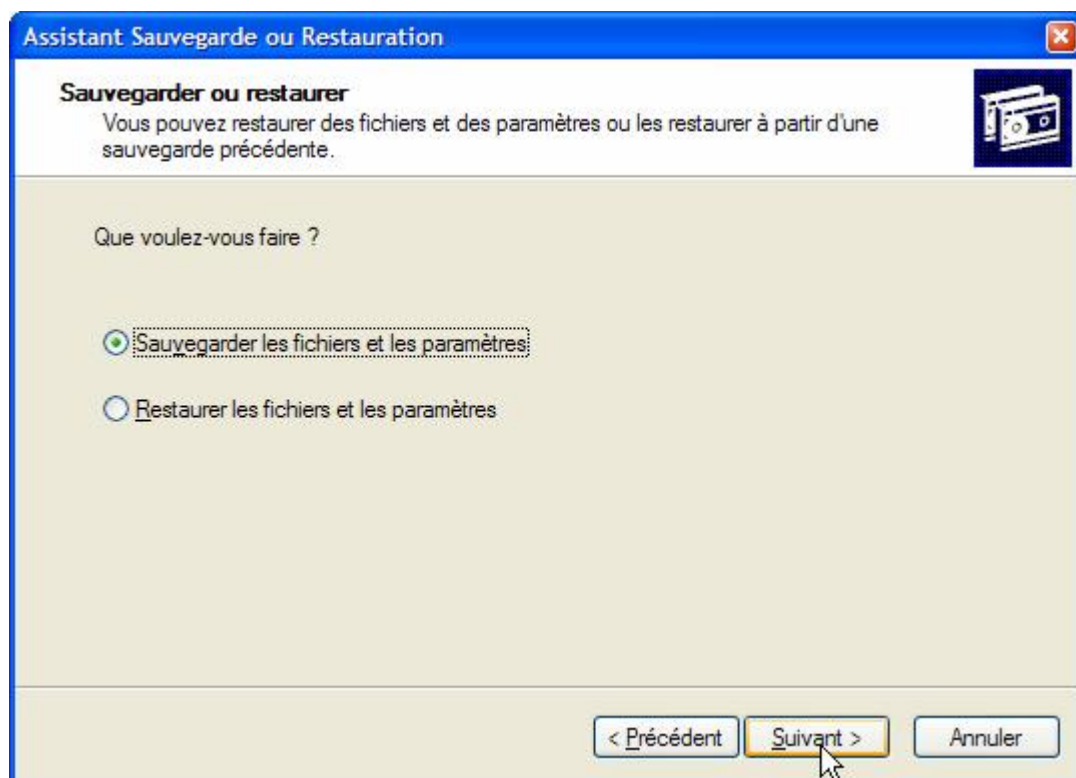 Assistant Sauvegarde ou Restauration
Sauvegarder ou restaurer
Vous pouvez restaurer des fichiers et des paramètres ou les restaurer à partir d'une
sauvegarde précédente.
Que voulez-vous faire ?
Sauvegarder les fichiers et les paramètres
Restaurer les fichiers et les paramètres
< Précédent Suivant > Annuler